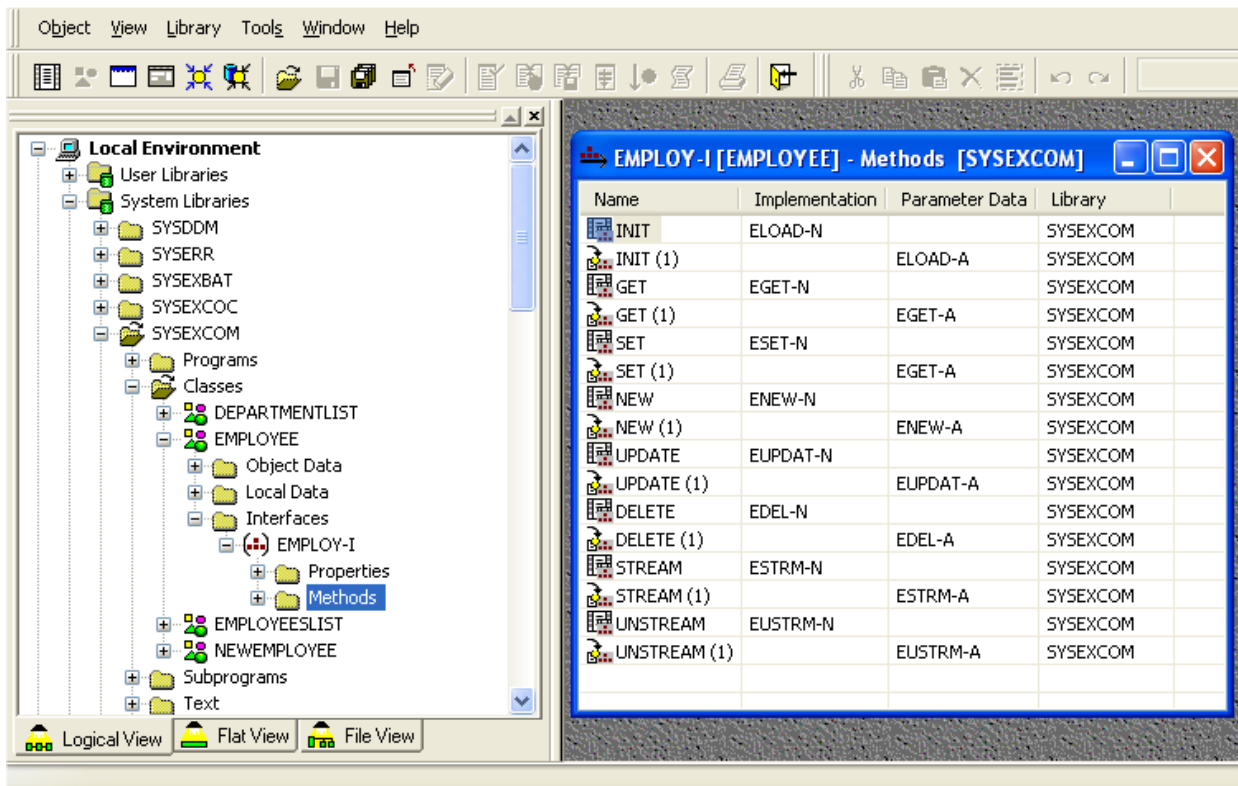 Object View Library Tools Window Help
Local Environment
User Libraries
System Libraries
SYSDDM
SYSERR
SYSEXBAT
SYSEXCOC
SYSEXCOM
Programs
Classes
DEPARTMENTLIST
EMPLOYEE
Object Data
Local Data
Interfaces
EMPLOY-I
Properties
Methods
EMPLOYEESLIST
NEWEMPLOYEE
Subprograms
Text
Logical View Flat View File View
EMPLOY-I [EMPLOYEE] - Methods [SYSEXCOM]
Name Implementation Parameter Data Library
INIT ELOAD-N SYSEXCOM
INIT (1) ELOAD-A SYSEXCOM
GET EGET-N SYSEXCOM
GET (1) EGET-A SYSEXCOM
SET ESET-N SYSEXCOM
SET (1) EGET-A SYSEXCOM
NEW ENEW-N SYSEXCOM
NEW (1) ENEW-A SYSEXCOM
UPDATE EUPDAT-N SYSEXCOM
UPDATE (1) EUPDAT-A SYSEXCOM
DELETE EDEL-N SYSEXCOM
DELETE (1) EDEL-A SYSEXCOM
STREAM ESTRM-N SYSEXCOM
STREAM (1) ESTRM-A SYSEXCOM
UNSTREAM EUSTRM-N SYSEXCOM
UNSTREAM (1) EUSTRM-A SYSEXCOM